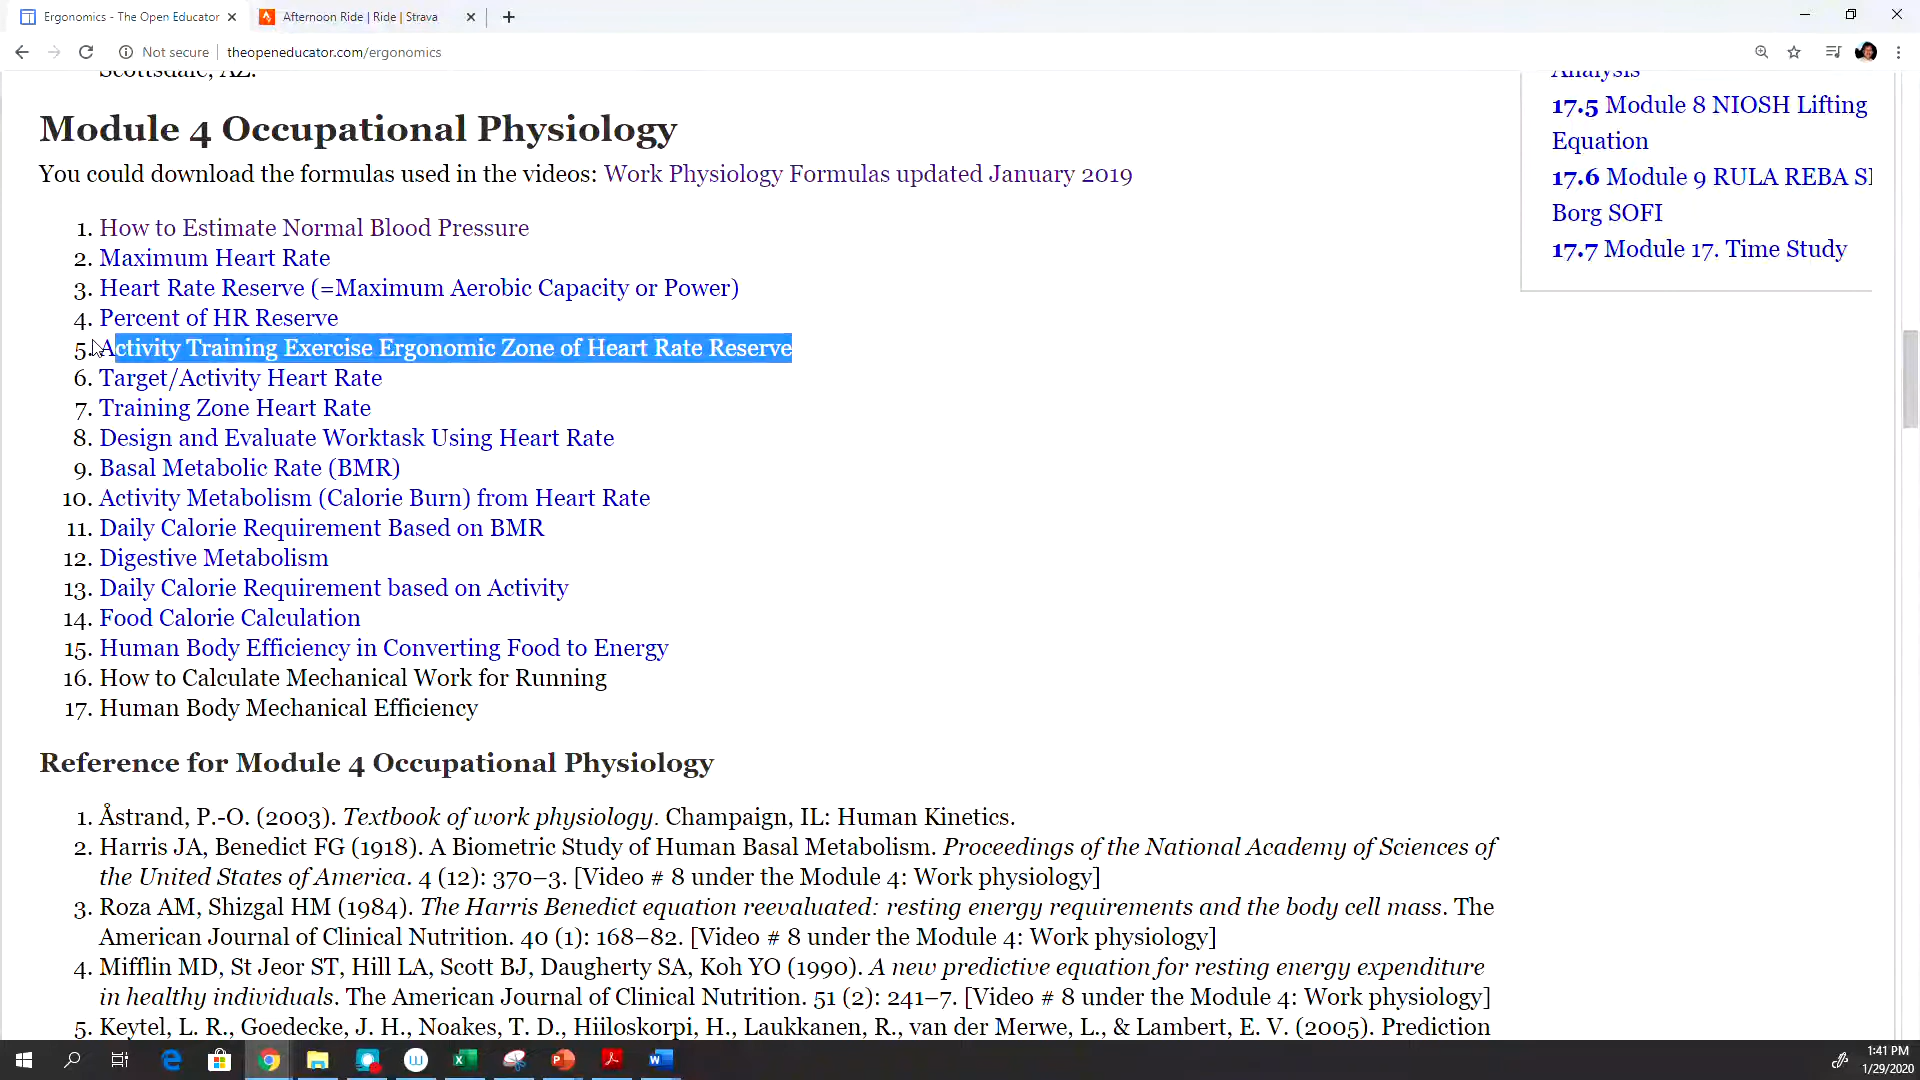 Ergonomics - The Open Educator
Afternoon Ride | Ride | Strava
Not secure | theopeneducator.com/ergonomics
Scottsdale, AZ.
Module 4 Occupational Physiology
You could download the formulas used in the videos: Work Physiology Formulas updated January 2019
1. How to Estimate Normal Blood Pressure
2. Maximum Heart Rate
3. Heart Rate Reserve (=Maximum Aerobic Capacity or Power)
4. Percent of HR Reserve
5. Activity Training Exercise Ergonomic Zone of Heart Rate Reserve
6. Target/Activity Heart Rate
7. Training Zone Heart Rate
8. Design and Evaluate Worktask Using Heart Rate
9. Basal Metabolic Rate (BMR)
10. Activity Metabolism (Calorie Burn) from Heart Rate
11. Daily Calorie Requirement Based on BMR
12. Digestive Metabolism
13. Daily Calorie Requirement based on Activity
14. Food Calorie Calculation
15. Human Body Efficiency in Converting Food to Energy
16. How to Calculate Mechanical Work for Running
17. Human Body Mechanical Efficiency
Reference for Module 4 Occupational Physiology
1. Åstrand, P.-O. (2003). Textbook of work physiology. Champaign, IL: Human Kinetics.
2. Harris JA, Benedict FG (1918). A Biometric Study of Human Basal Metabolism. Proceedings of the National Academy of Sciences of
the United States of America. 4 (12): 370–3. [Video # 8 under the Module 4: Work physiology]
3. Roza AM, Shizgal HM (1984). The Harris Benedict equation reevaluated: resting energy requirements and the body cell mass. The
American Journal of Clinical Nutrition. 40 (1): 168–82. [Video # 8 under the Module 4: Work physiology]
4. Mifflin MD, St Jeor ST, Hill LA, Scott BJ, Daugherty SA, Koh YO (1990). A new predictive equation for resting energy expenditure
in healthy individuals. The American Journal of Clinical Nutrition. 51 (2): 241–7. [Video # 8 under the Module 4: Work physiology]
5. Keytel, L. R., Goedecke, J. H., Noakes, T. D., Hiiloskorpi, H., Laukkanen, R., van der Merwe, L., & Lambert, E. V. (2005). Prediction
Analysis
17.5 Module 8 NIOSH Lifting
Equation
17.6 Module 9 RULA REBA SI
Borg SOFI
17.7 Module 17. Time Study
1:41 PM
1/29/2020